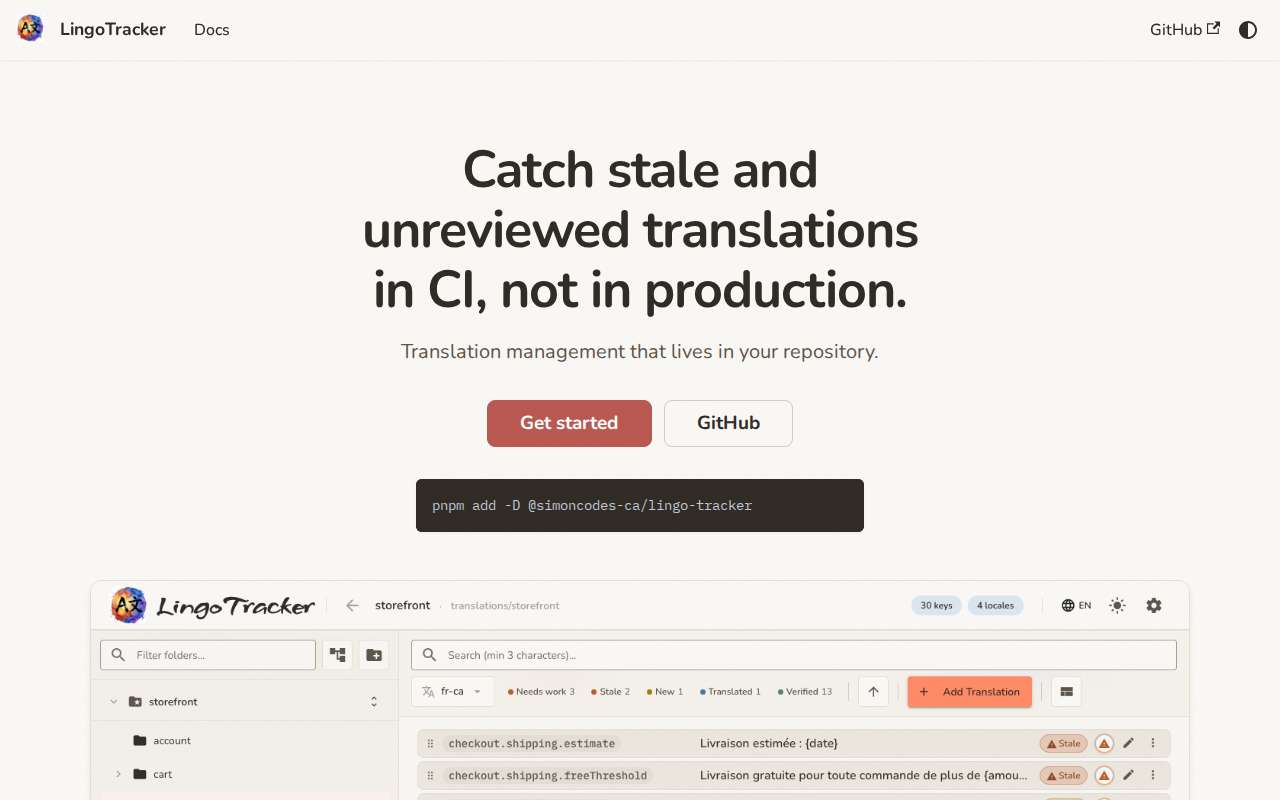 LingoTracker Docs GitHub
Catch stale and
unreviewed translations
in CI, not in production.
Translation management that lives in your repository.
Get started GitHub
pnpm add -D @simoncodes-ca/lingo-tracker
A文 LingoTracker storefront · translations/storefront 30 keys 4 locales EN
Filter folders... Search (min 3 characters)...
fr-ca Needs work 3 Stale 2 New 1 Translated 1 Verified 13 + Add Translation
storefront
account
cart
checkout.shipping.estimate Livraison estimée : {date} Stale
checkout.shipping.freeThreshold Livraison gratuite pour toute commande de plus de {amou... Stale